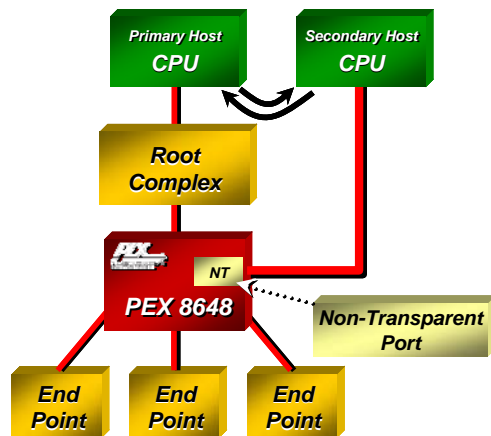 Primary Host
CPU
Secondary Host
CPU
Root
Complex
PEX
NT
PEX 8648
Non-Transparent
Port
End
Point
End
Point
End
Point